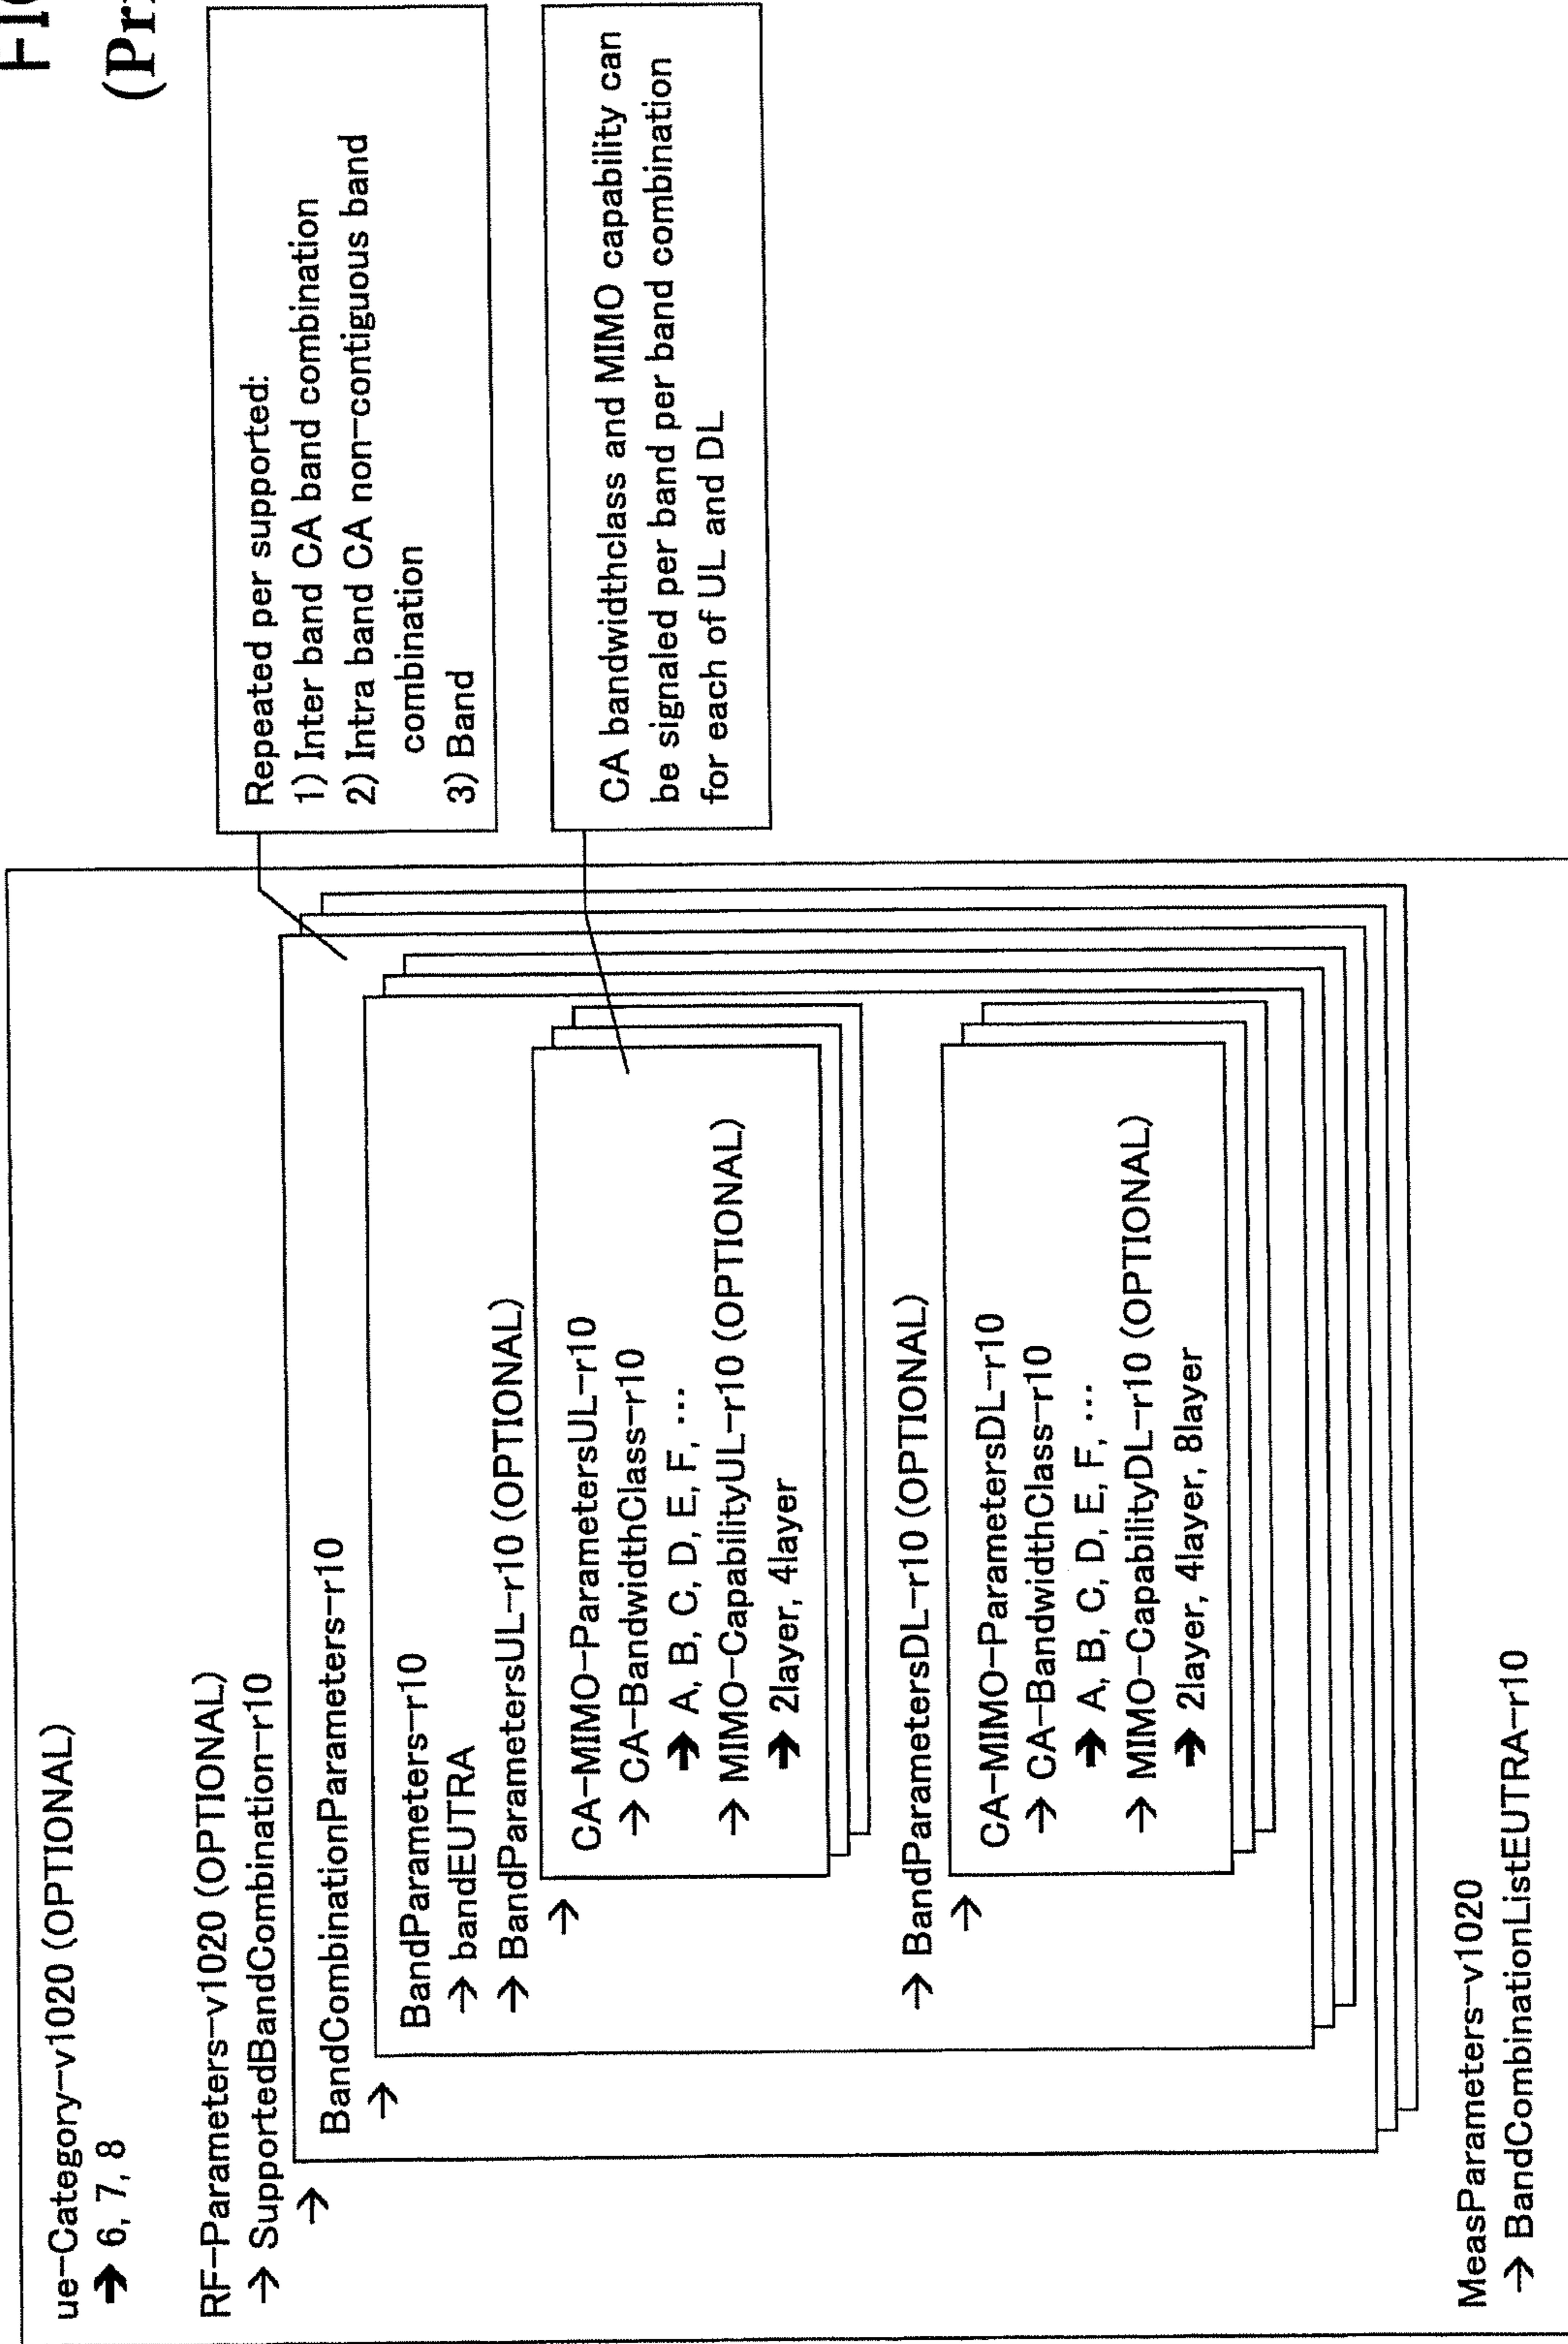 ue-Category-v1020 (OPTIONAL)
➔ 6, 7, 8
RF-Parameters-v1020 (OPTIONAL)
→ SupportedBandCombination-r10
→
BandCombinationParameters-r10
→
BandParameters-r10
→ bandEUTRA
→ BandParametersUL-r10 (OPTIONAL)
→
CA-MIMO-ParametersUL-r10
→ CA-BandwidthClass-r10
➔ A, B, C, D, E, F, ...
→ MIMO-CapabilityUL-r10 (OPTIONAL)
➔ 2layer, 4layer
→ BandParametersDL-r10 (OPTIONAL)
→
CA-MIMO-ParametersDL-r10
→ CA-BandwidthClass-r10
➔ A, B, C, D, E, F, ...
→ MIMO-CapabilityDL-r10 (OPTIONAL)
➔ 2layer, 4layer, 8layer
MeasParameters-v1020
→ BandCombinationListEUTRA-r10
Repeated per supported:
1) Inter band CA band combination
2) Intra band CA non-contiguous band
combination
3) Band
CA bandwidthclass and MIMO capability can
be signaled per band per band combination
for each of UL and DL